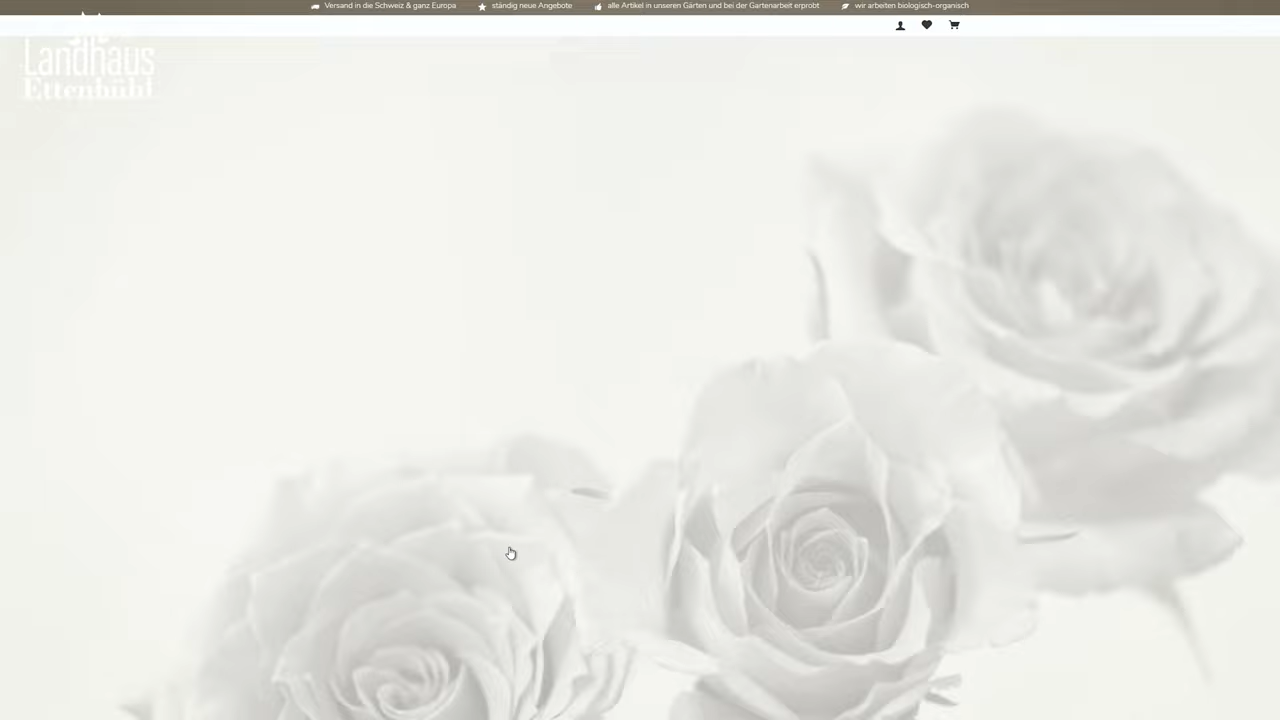 Versand in die Schweiz & ganz Europa
ständig neue Angebote
alle Artikel in unseren Gärten und bei der Gartenarbeit erprobt
wir arbeiten biologisch-organisch
Landhaus
Ettenbühl